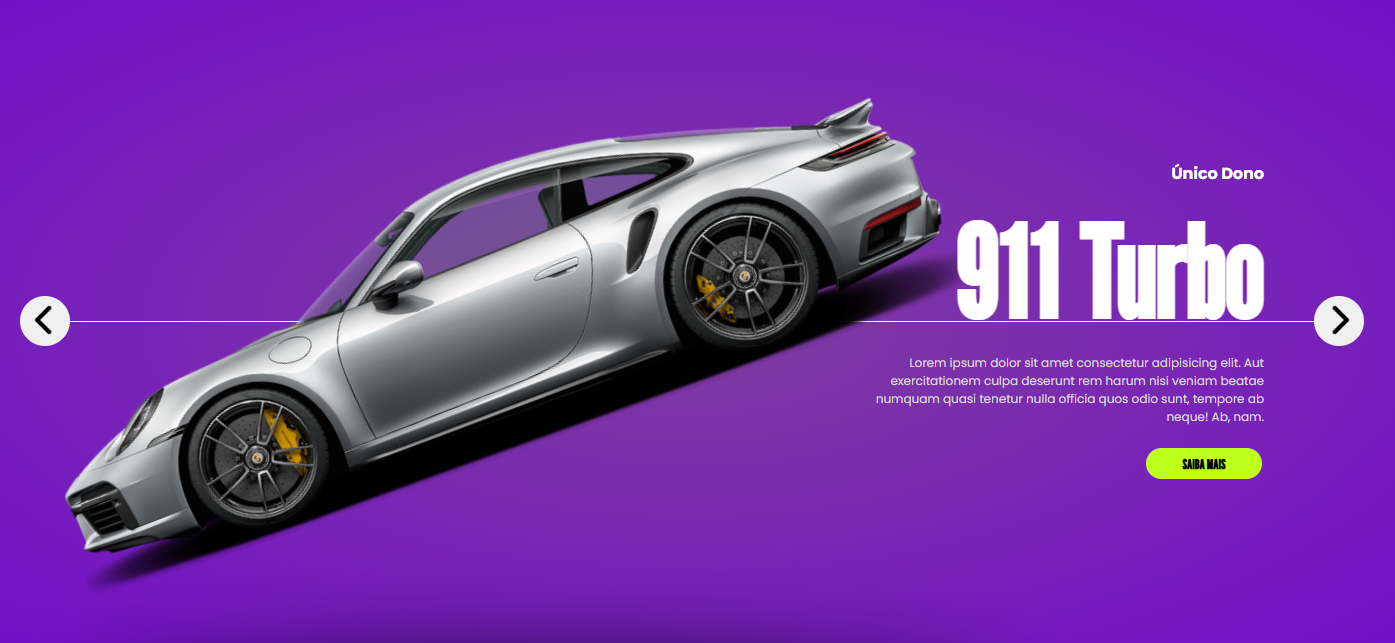 Único Dono
911 Turbo
Lorem ipsum dolor sit amet consectetur adipisicing elit. Aut
exercitationem culpa deserunt rem harum nisi veniam beatae
numquam quasi tenetur nulla officia quos odio sunt, tempore ab
neque! Ab, nam.
SAIBA MAIS